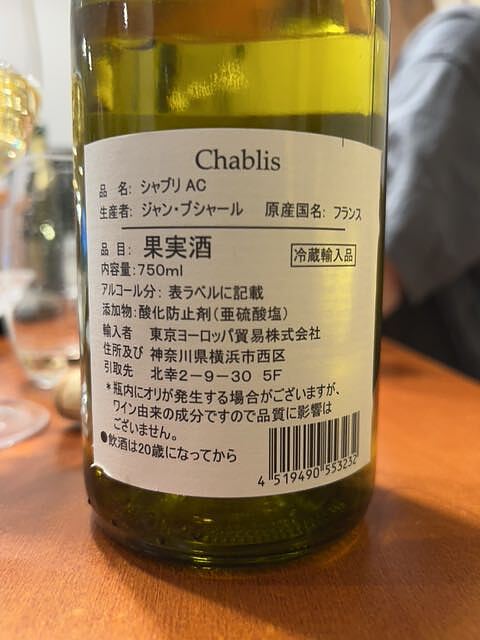 Chablis
品 名: シャブリ AC
生産者: ジャン・ブシャール 原産国名: フランス
品目: 果実酒 冷蔵輸入品
内容量:750ml
アルコール分: 表ラベルに記載
添加物:酸化防止剤(亜硫酸塩)
輸入者 東京ヨーロッパ貿易株式会社
住所及び 神奈川県横浜市西区
引取先 北幸2-9-30 5F
*瓶内にオリが発生する場合がございますが、
ワイン由来の成分ですので品質に影響は
ございません。
●飲酒は20歳になってから
4 519490 553232